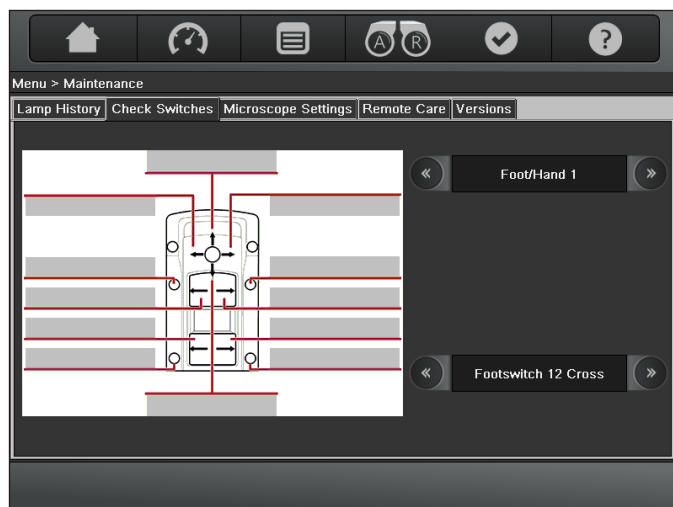 A R ?
Menu > Maintenance
Lamp History Check Switches Microscope Settings Remote Care Versions
« Foot/Hand 1 »
« Footswitch 12 Cross »